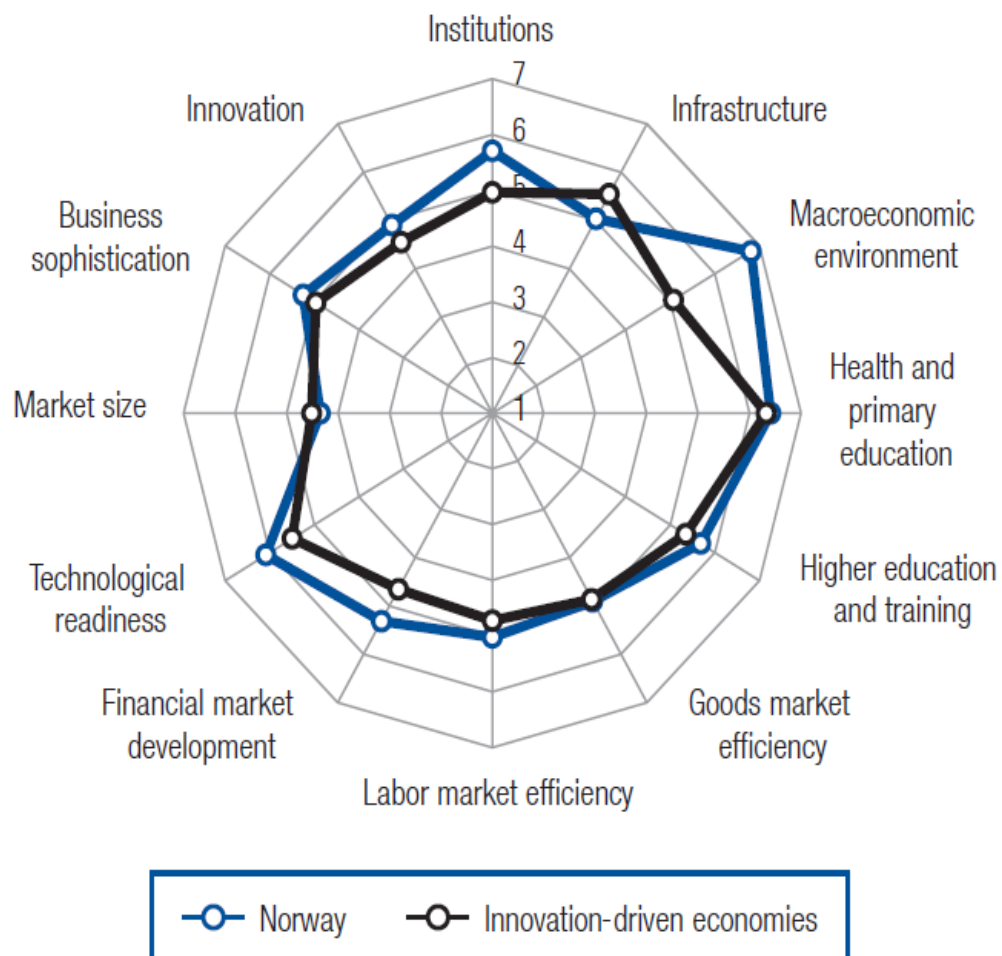 Institutions
7
Innovation
Infrastructure
6
Business
sophistication
5
Macroeconomic
environment
4
3
Market size
2
1
Health and
primary
education
Technological
readiness
Higher education
and training
Financial market
development
Goods market
efficiency
Labor market efficiency
Norway
Innovation-driven economies